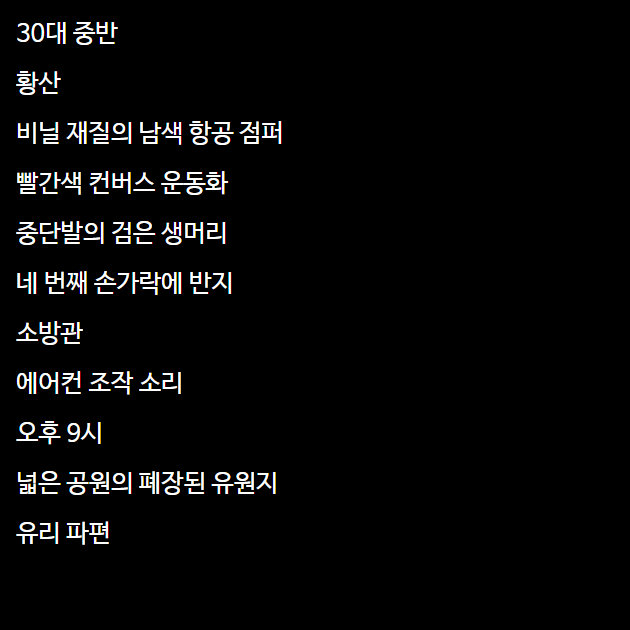 30대 중반
황산
비닐 재질의 남색 항공 점퍼
빨간색 컨버스 운동화
중단발의 검은 생머리
네 번째 손가락에 반지
소방관
에어컨 조작 소리
오후 9시
넓은 공원의 폐장된 유원지
유리 파편